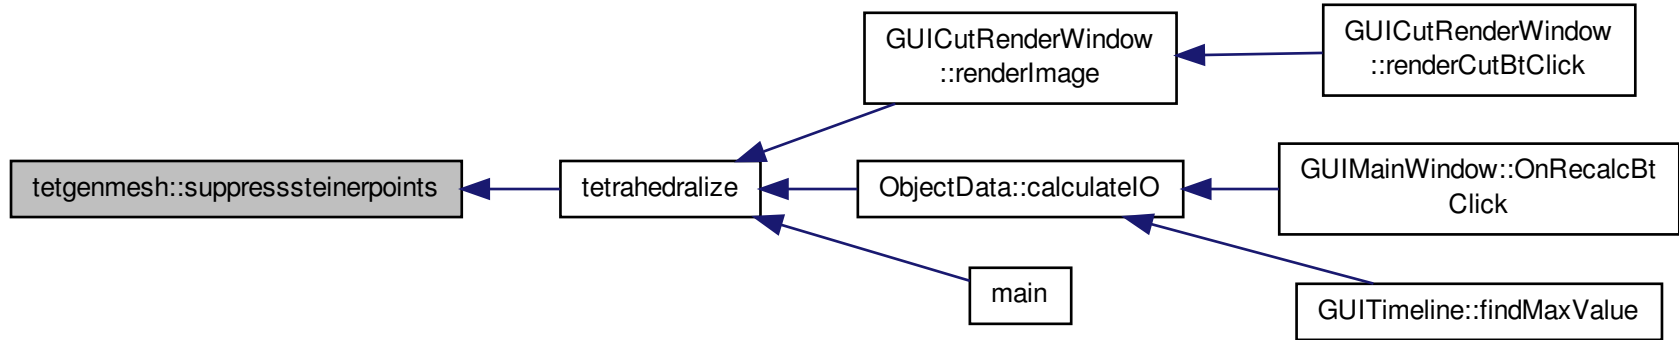 tetgenmesh::suppresssteinerpoints
tetrahedralize
GUICutRenderWindow
::renderImage
GUICutRenderWindow
::renderCutBtClick
ObjectData::calculateIO
GUIMainWindow::OnRecalcBt
Click
GUITimeline::findMaxValue
main